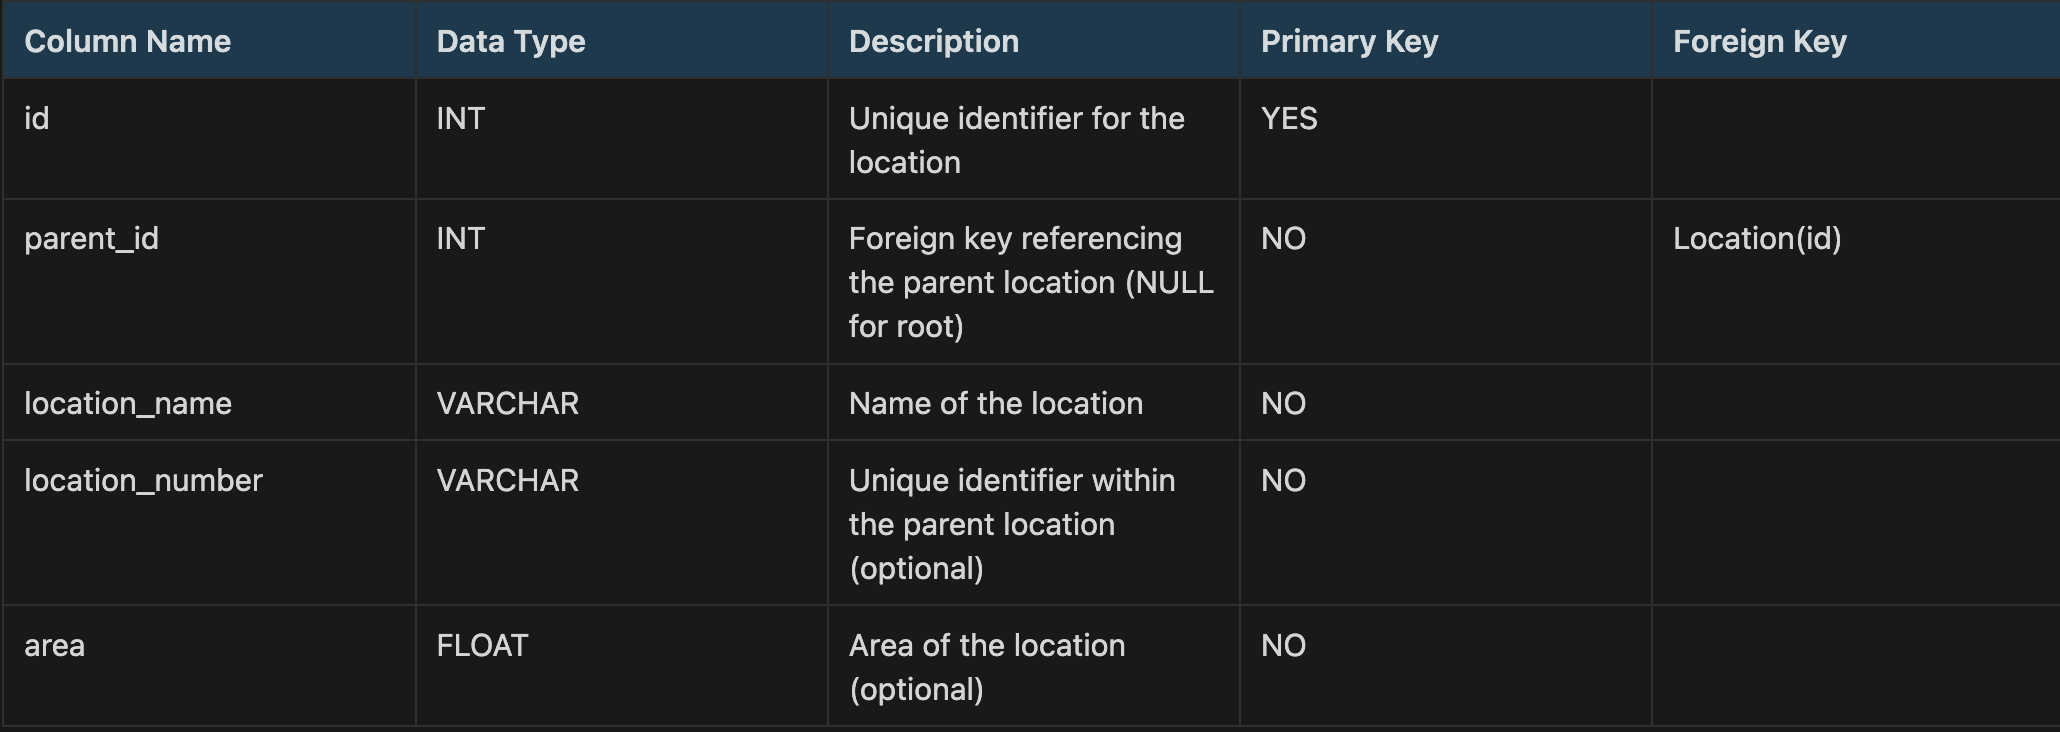 Column Name Data Type Description Primary Key Foreign Key
id INT Unique identifier for the YES
location
parent_id INT Foreign key referencing NO Location(id)
the parent location (NULL
for root)
location_name VARCHAR Name of the location NO
location_number VARCHAR Unique identifier within NO
the parent location
(optional)
area FLOAT Area of the location NO
(optional)